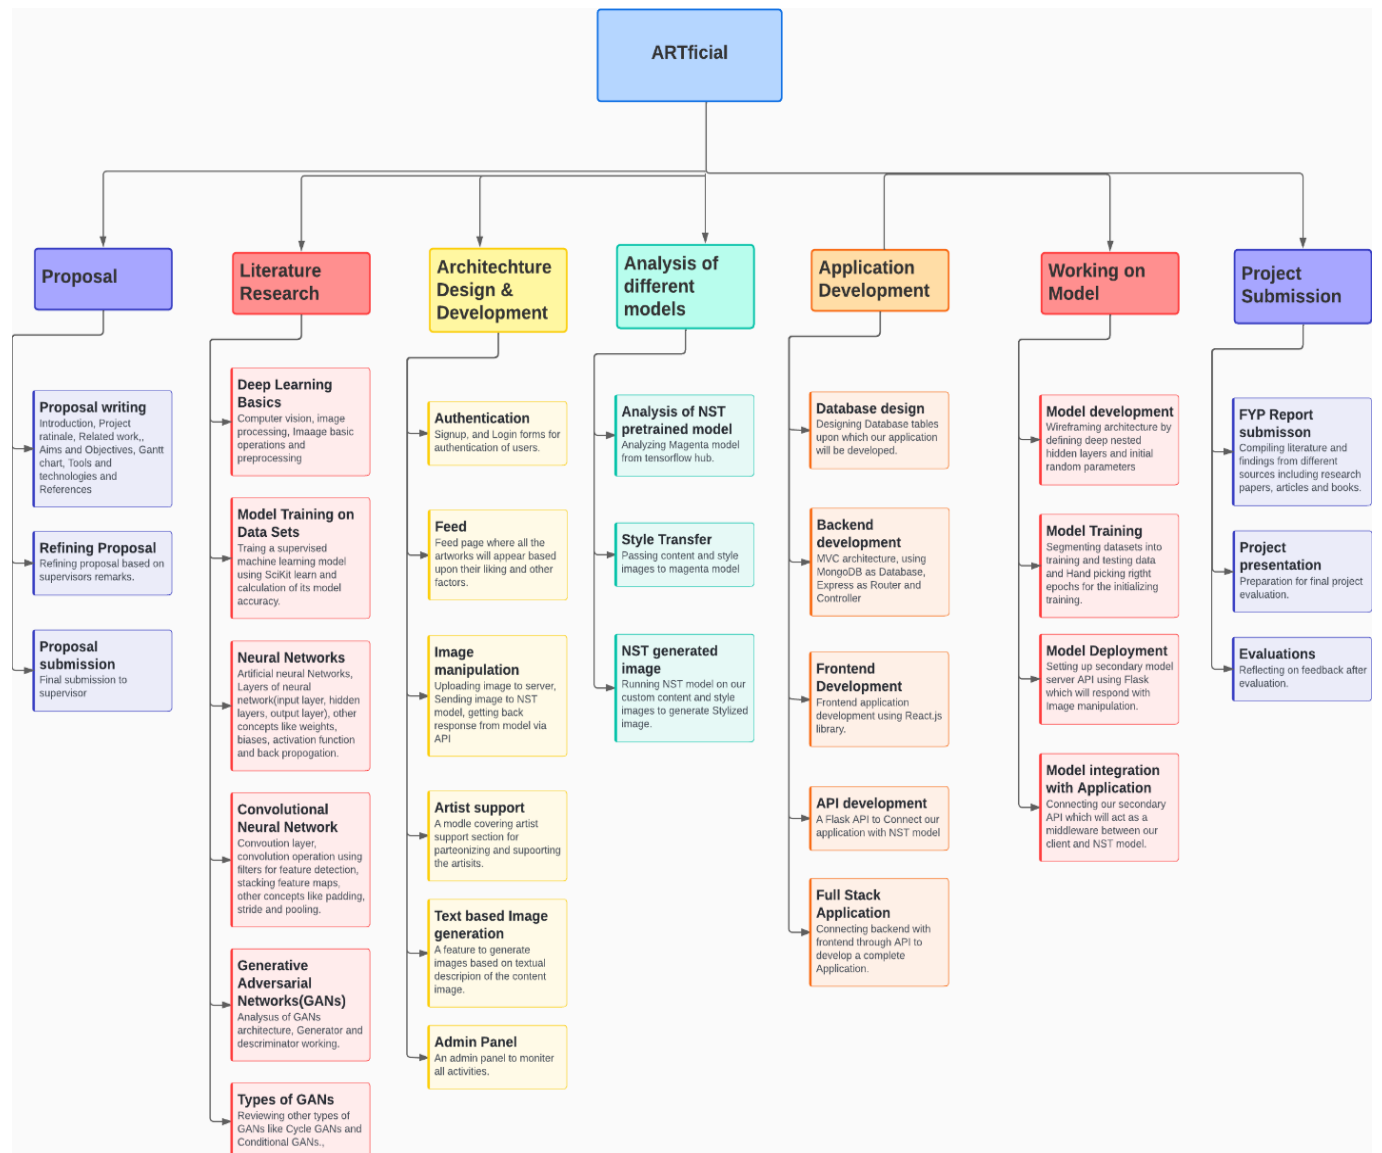 ARTficial
Proposal
Proposal writing
Introduction, Project
ratinale, Related work,,
Aims and Objectives, Gantt
chart, Tools and
technologies and
References
Refining Proposal
Refining proposal based on
supervisors remarks.
Proposal
submission
Final submission to
supervisor
Literature
Research
Deep Learning
Basics
Computer vision, image
processing, Imaage basic
operations and
preprocessing
Model Training on
Data Sets
Traing a supervised
machine learning model
using SciKit learn and
calculation of its model
accuracy.
Neural Networks
Artificial neural Networks,
Layers of neural
network(input layer, hidden
layers, output layer), other
concepts like weights,
biases, activation function
and back propogation.
Convolutional
Neural Network
Convoution layer,
convolution operation using
filters for feature detection,
stacking feature maps,
other concepts like padding,
stride and pooling.
Generative
Adversarial
Networks(GANs)
Analysus of GANs
architecture, Generator and
descriminator working.
Types of GANs
Reviewing other types of
GANs like Cycle GANs and
Conditional GANs.,
Architechture
Design &
Development
Authentication
Signup, and Login forms for
authentication of users.
Feed
Feed page where all the
artworks will appear based
upon their liking and other
factors.
Image
manipulation
Uploading image to server,
Sending image to NST
model, getting back
response from model via
API
Artist support
A modle covering artist
support section for
parteonizing and supoorting
the artisits.
Text based Image
generation
A feature to generate
images based on textual
descripion of the content
image.
Admin Panel
An admin panel to moniter
all activities.
Analysis of
different
models
Analysis of NST
pretrained model
Analyzing Magenta model
from tensorflow hub.
Style Transfer
Passing content and style
images to magenta model
NST generated
image
Running NST model on our
custom content and style
images to generate Stylized
image.
Application
Development
Database design
Designing Database tables
upon which our application
will be developed.
Backend
development
MVC architecture, using
MongoDB as Database,
Express as Router and
Controller
Frontend
Development
Frontend application
development using React.js
library.
API development
A Flask API to Connect our
application with NST model
Full Stack
Application
Connecting backend with
frontend through API to
develop a complete
Application.
Working on
Model
Model development
Wireframing architecture by
defining deep nested
hidden layers and initial
random parameters
Model Training
Segmenting datasets into
training and testing data
and Hand picking rigtht
epochs for the initializing
training.
Model Deployment
Setting up secondary model
server API using Flask
which will respond with
Image manipulation.
Model integration
with Application
Connecting our secondary
API which will act as a
middleware between our
client and NST model.
Project
Submission
FYP Report
submisson
Compiling literature and
findings from different
sources including research
papers, articles and books.
Project
presentation
Preparation for final project
evaluation.
Evaluations
Reflecting on feedback after
evaluation.